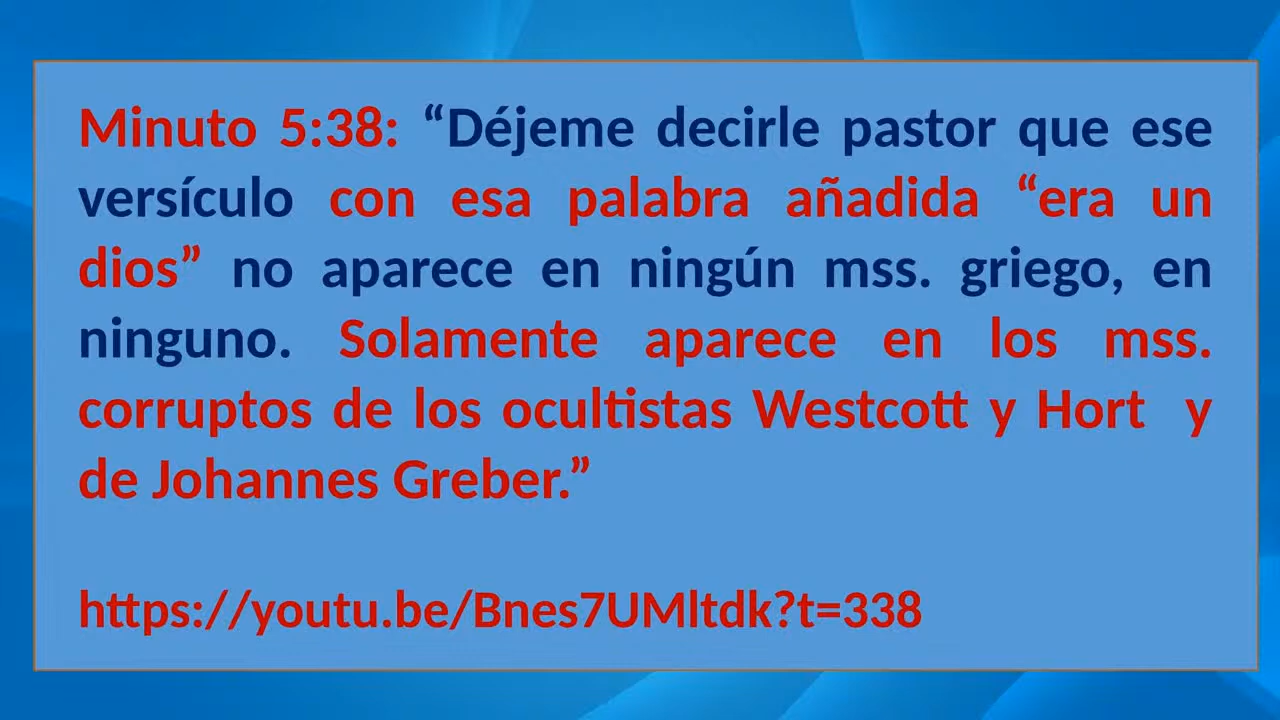 Minuto 5:38: “Déjeme decirle pastor que ese
versículo con esa palabra añadida “era un
dios” no aparece en ningún mss. griego, en
ninguno. Solamente aparece en los mss.
corruptos de los ocultistas Westcott y Hort y
de Johannes Greber.”
https://youtu.be/Bnes7UMltdk?t=338